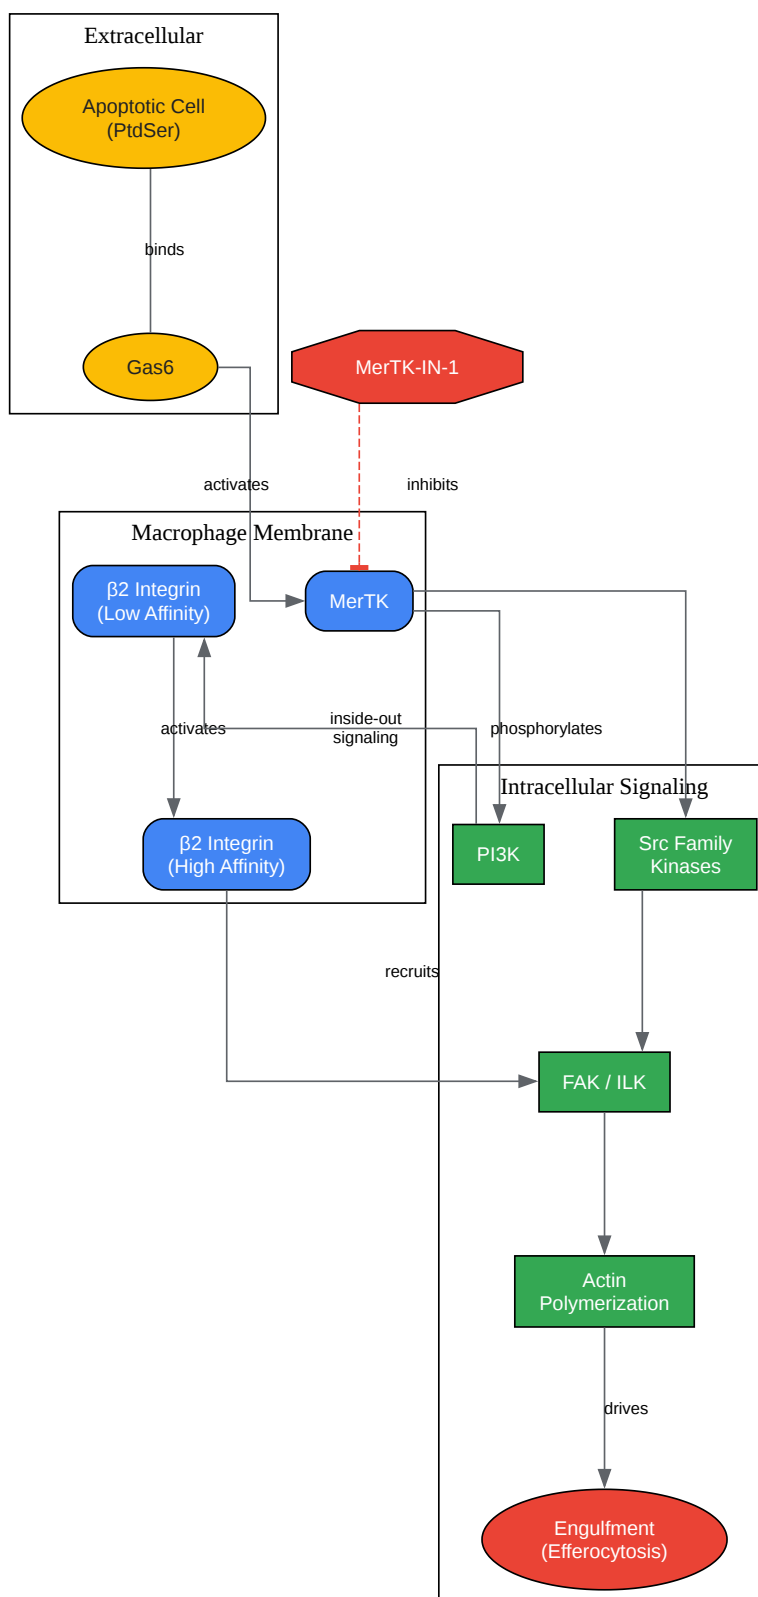 Extracellular
Apoptotic Cell
(PtdSer)
binds
Gas6
MerTK-IN-1
activates
inhibits
Macrophage Membrane
β2 Integrin
(Low Affinity)
MerTK
activates
inside-out
signaling
phosphorylates
Intracellular Signaling
β2 Integrin
(High Affinity)
PI3K
Src Family
Kinases
recruits
FAK / ILK
Actin
Polymerization
drives
Engulfment
(Efferocytosis)